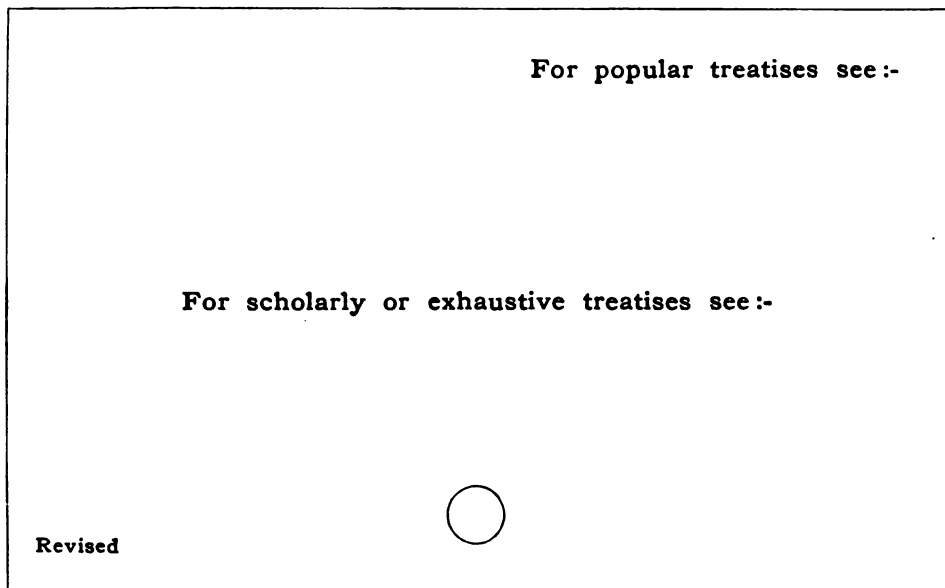 For popular treatises see:-
For scholarly or exhaustive treatises see:-
Revised